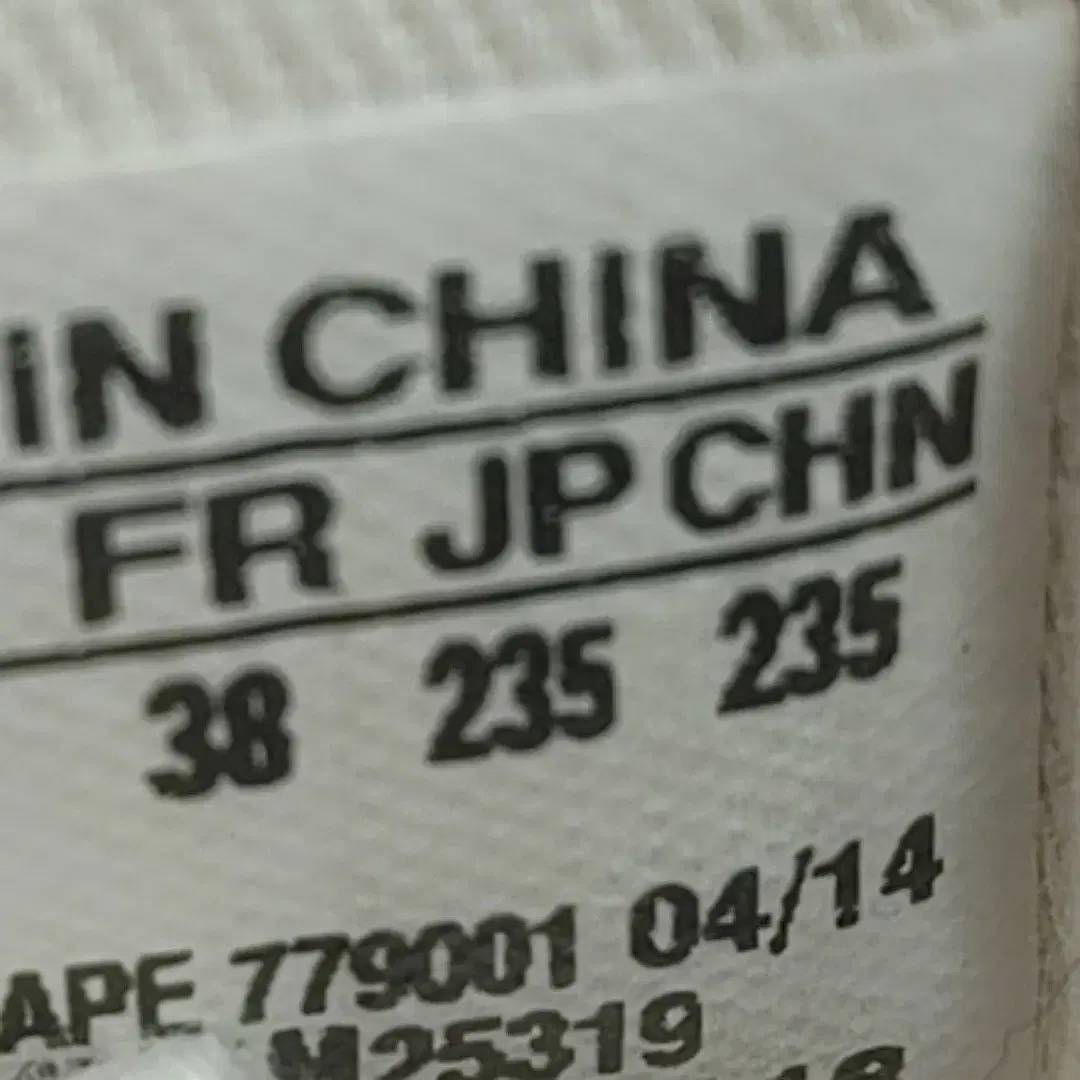 IN CHINA
FR JP CHN
38 235 235
APE 779001 04/14
M25319